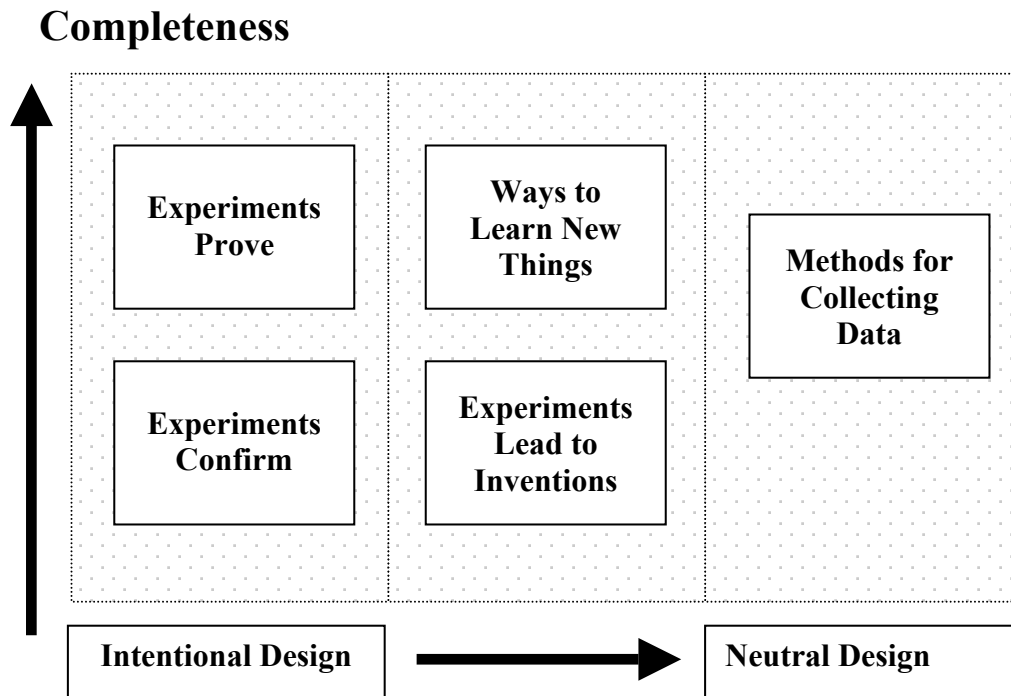 Completeness
Experiments
Prove
Ways to
Learn New
Things
Methods for
Collecting
Data
Experiments
Confirm
Experiments
Lead to
Inventions
Intentional Design
Neutral Design